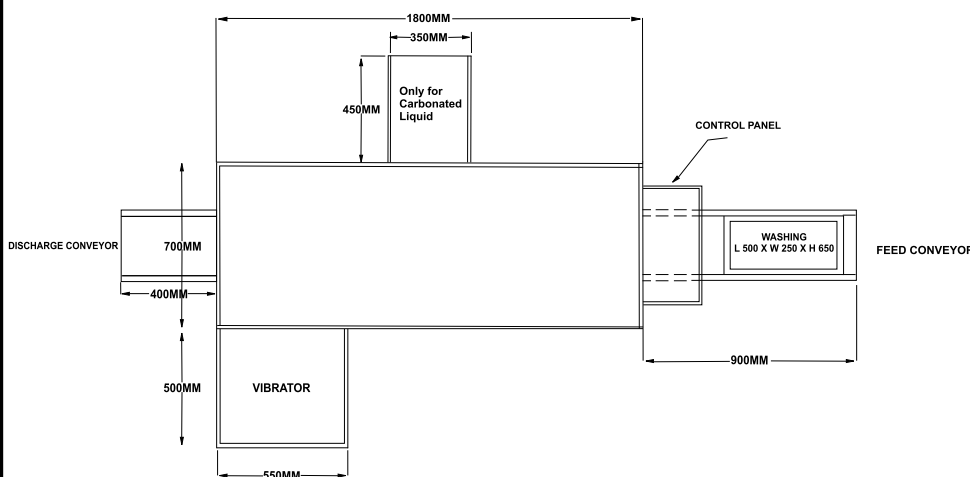 1800MM
350MM
450MM
Only for
Carbonated
Liquid
CONTROL PANEL
DISCHARGE CONVEYOR
700MM
WASHING
L 500 X W 250 X H 650
FEED CONVEYOR
400MM
900MM
500MM
VIBRATOR
550MM